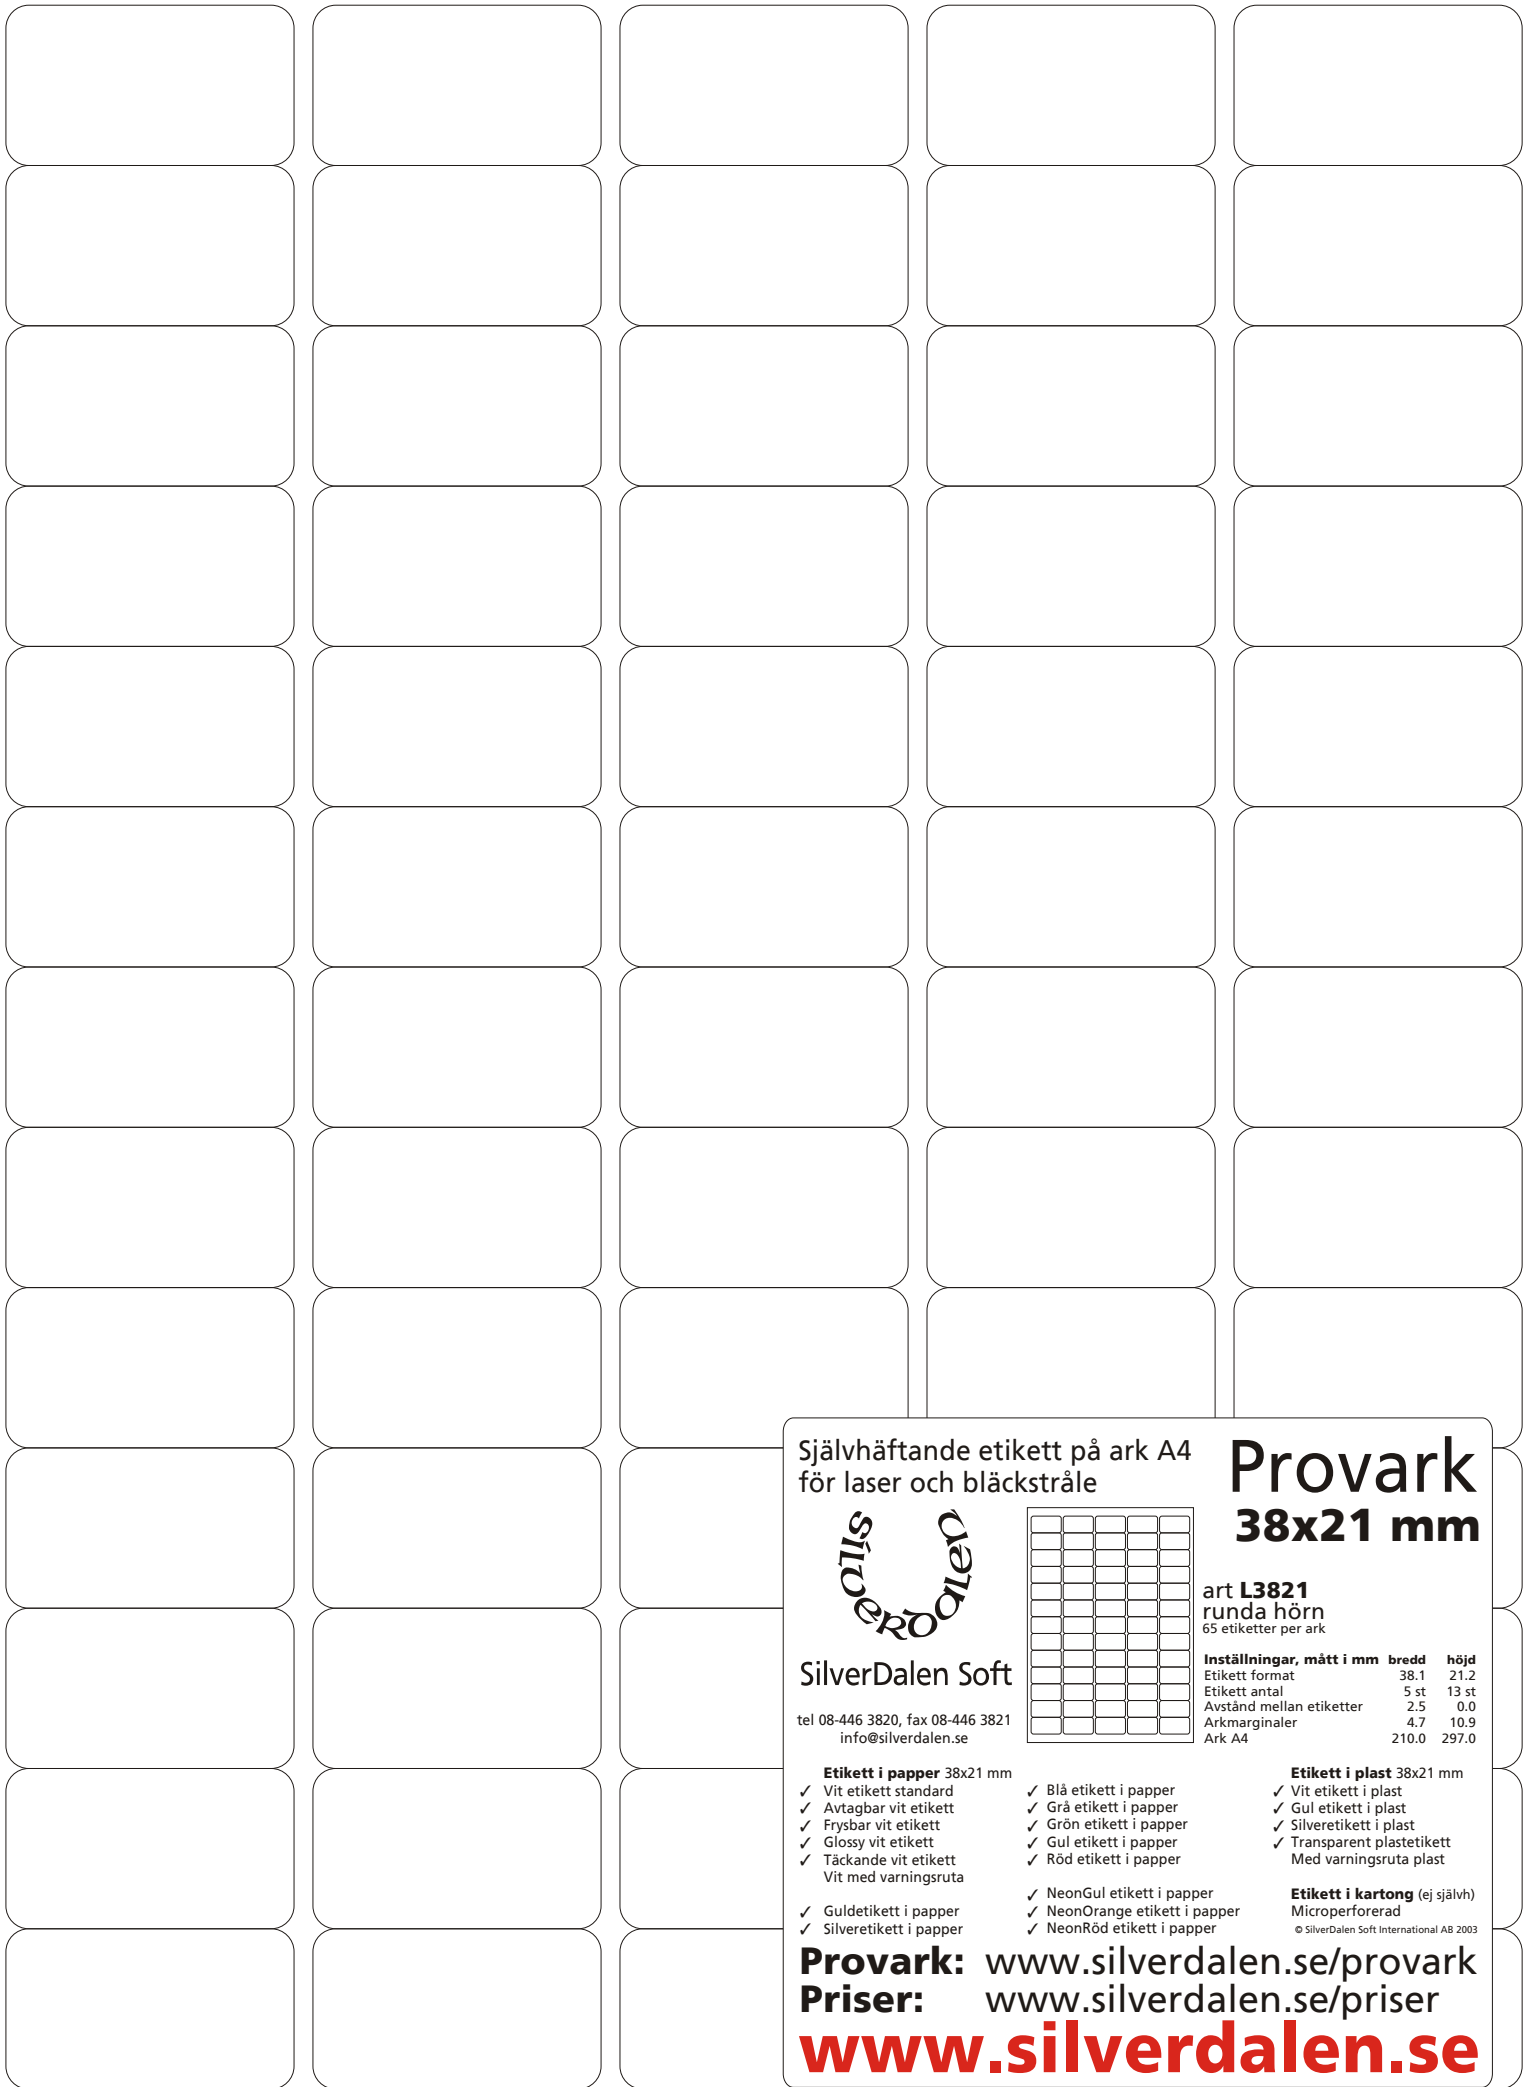 Självhäftande etikett på ark A4
för laser och bläckstråle
Provark
38x21 mm
silverdalen
SilverDalen Soft
tel 08-446 3820, fax 08-446 3821
info@silverdalen.se
art L3821
runda hörn
65 etiketter per ark
Inställningar, mått i mm bredd höjd
Etikett format 38.1 21.2
Etikett antal 5 st 13 st
Avstånd mellan etiketter 2.5 0.0
Arkmarginaler 4.7 10.9
Ark A4 210.0 297.0
Etikett i papper 38x21 mm
✓ Vit etikett standard
✓ Avtagbar vit etikett
✓ Frysbar vit etikett
✓ Glossy vit etikett
✓ Täckande vit etikett
Vit med varningsruta
✓ Guldetikett i papper
✓ Silveretikett i papper
✓ Blå etikett i papper
✓ Grå etikett i papper
✓ Grön etikett i papper
✓ Gul etikett i papper
✓ Röd etikett i papper
✓ NeonGul etikett i papper
✓ NeonOrange etikett i papper
✓ NeonRöd etikett i papper
Etikett i plast 38x21 mm
✓ Vit etikett i plast
✓ Gul etikett i plast
✓ Silveretikett i plast
✓ Transparent plastetikett
Med varningsruta plast
Etikett i kartong (ej självh)
Microperforerad
© SilverDalen Soft International AB 2003
Provark: www.silverdalen.se/provark
Priser: www.silverdalen.se/priser
www.silverdalen.se